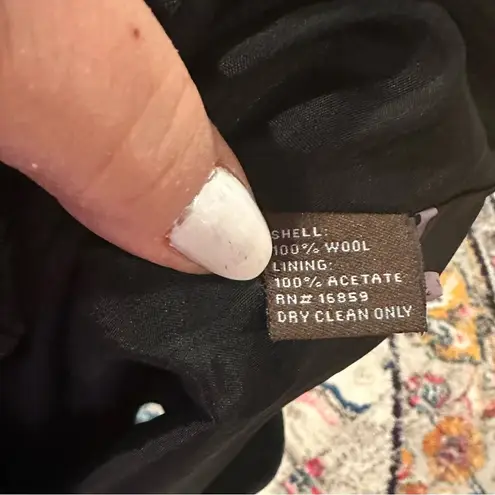 SHELL:
100% WOOL
LINING:
100% ACETATE
RN# 16859
DRY CLEAN ONLY